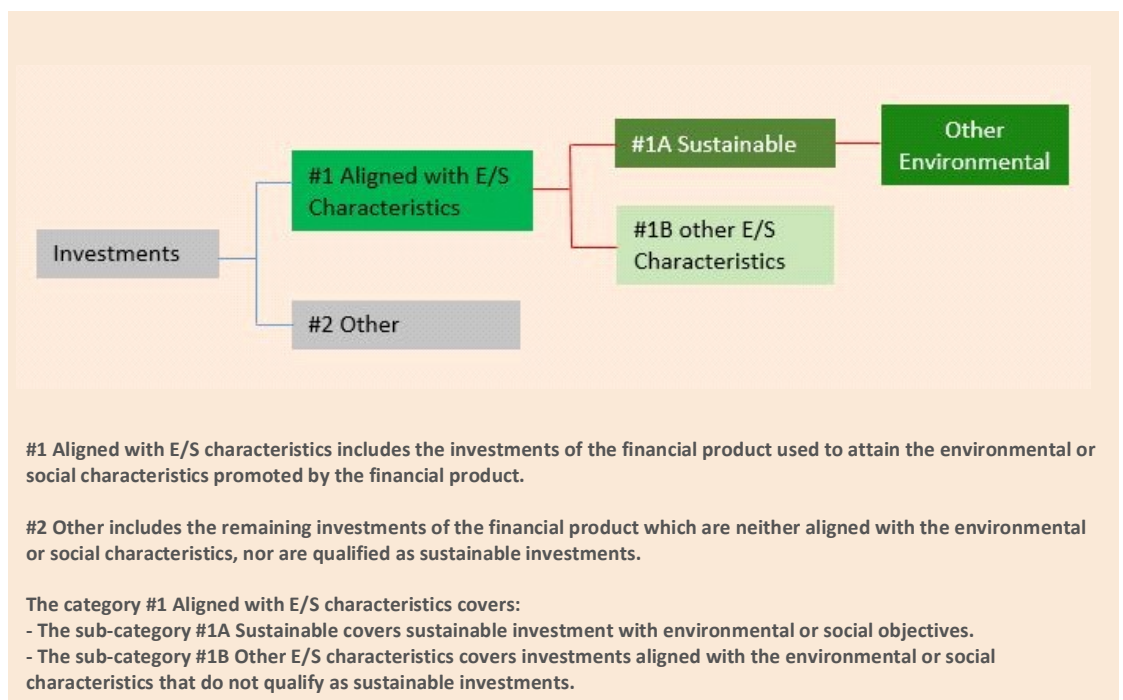 Investments
#1 Aligned with E/S
Characteristics
#2 Other
#1A Sustainable
#1B other E/S
Characteristics
Other
Environmental
#1 Aligned with E/S characteristics includes the investments of the financial product used to attain the environmental or
social characteristics promoted by the financial product.
#2 Other includes the remaining investments of the financial product which are neither aligned with the environmental
or social characteristics, nor are qualified as sustainable investments.
The category #1 Aligned with E/S characteristics covers:
- The sub-category #1A Sustainable covers sustainable investment with environmental or social objectives.
- The sub-category #1B Other E/S characteristics covers investments aligned with the environmental or social
characteristics that do not qualify as sustainable investments.